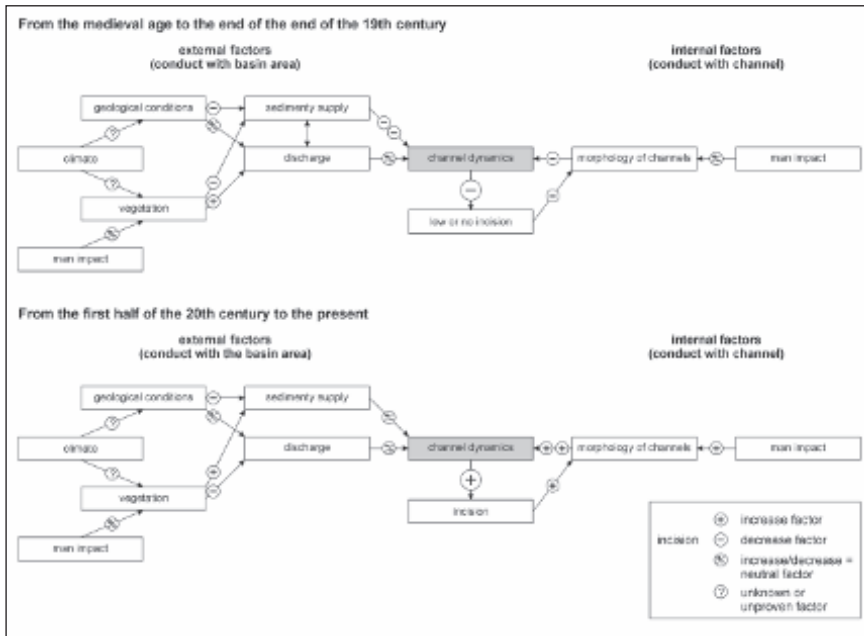 From the medieval age to the end of the end of the 19th century
external factors
(conduct with basin area)
internal factors
(conduct with channel)
geological conditions
sedimenty supply
climate
discharge
channel dynamics
morphology of channels
man impact
vegetation
low or no incision
man impact
From the first half of the 20th century to the present
external factors
(conduct with the basin area)
internal factors
(conduct with channel)
geological conditions
sedimenty supply
climate
discharge
channel dynamics
morphology of channels
man impact
vegetation
incision
man impact
incision
increase factor
decrease factor
increase/decrease =
neutral factor
unknown or
unproven factor